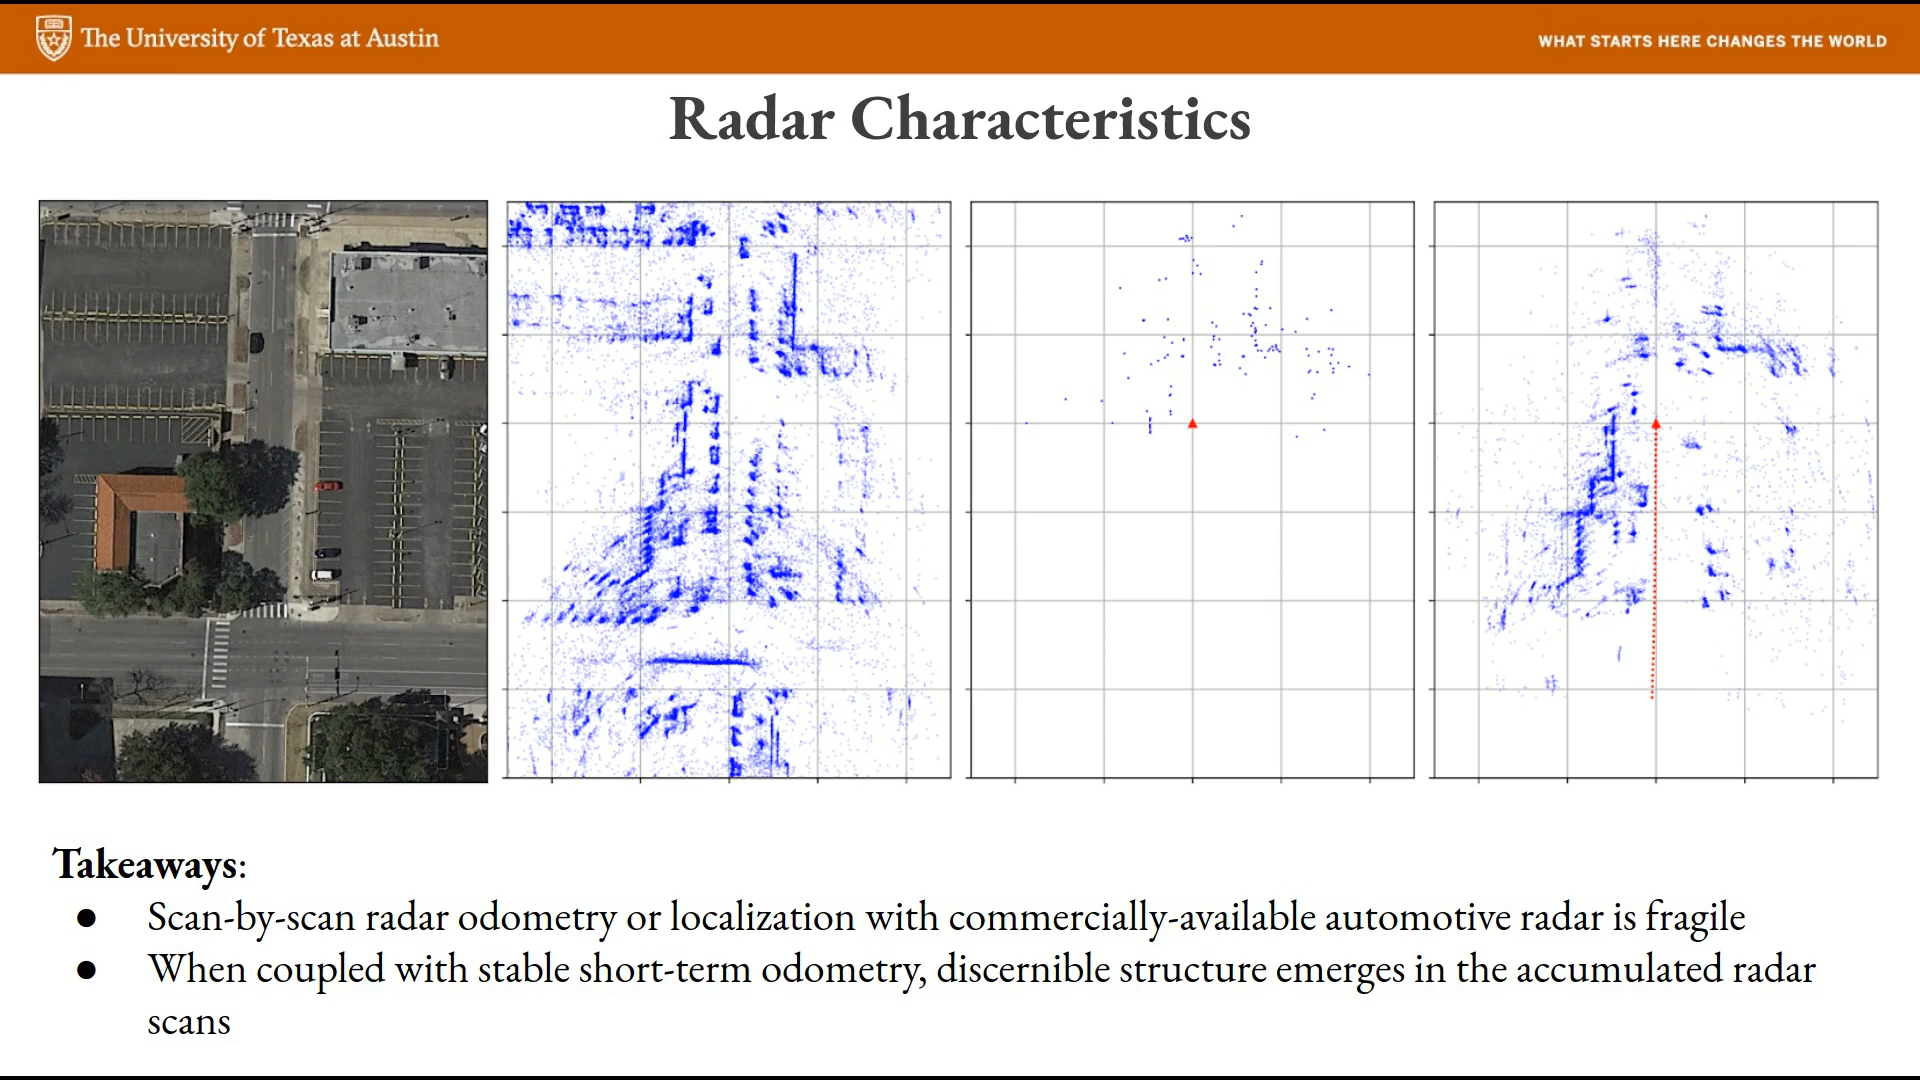 The University of Texas at Austin
WHAT STARTS HERE CHANGES THE WORLD
Radar Characteristics
Takeaways:
● Scan-by-scan radar odometry or localization with commercially-available automotive radar is fragile
● When coupled with stable short-term odometry, discernible structure emerges in the accumulated radar
scans